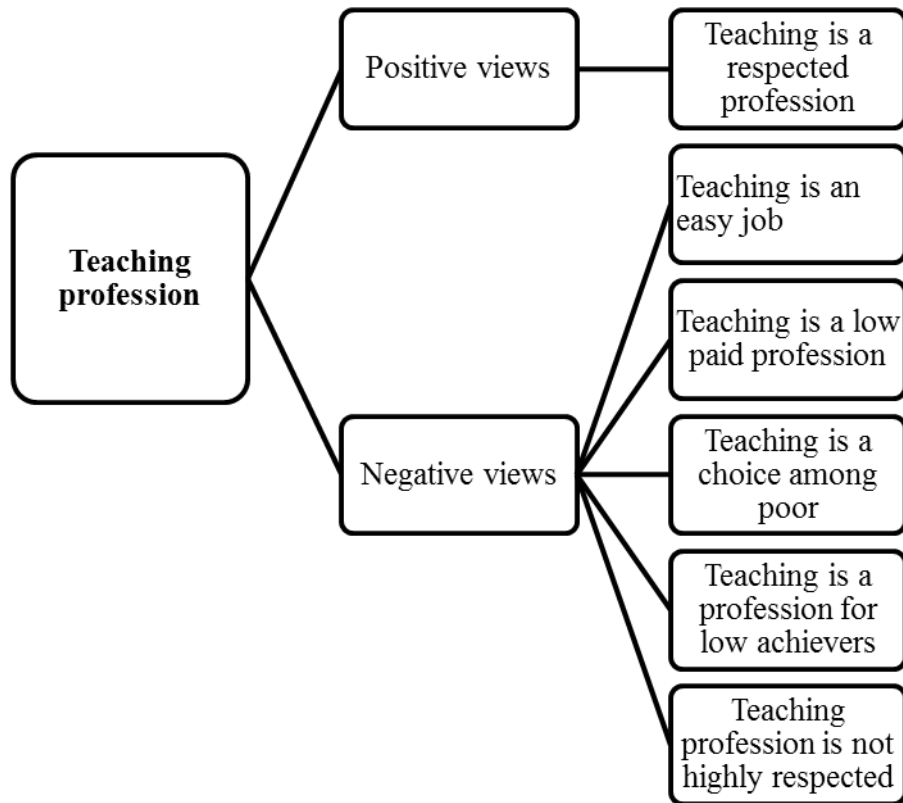 Teaching
profession
Positive views
Negative views
Teaching is a
respected
profession
Teaching is an
easy job
Teaching is a low
paid profession
Teaching is a
choice among
poor
Teaching is a
profession for
low achievers
Teaching
profession is not
highly respected